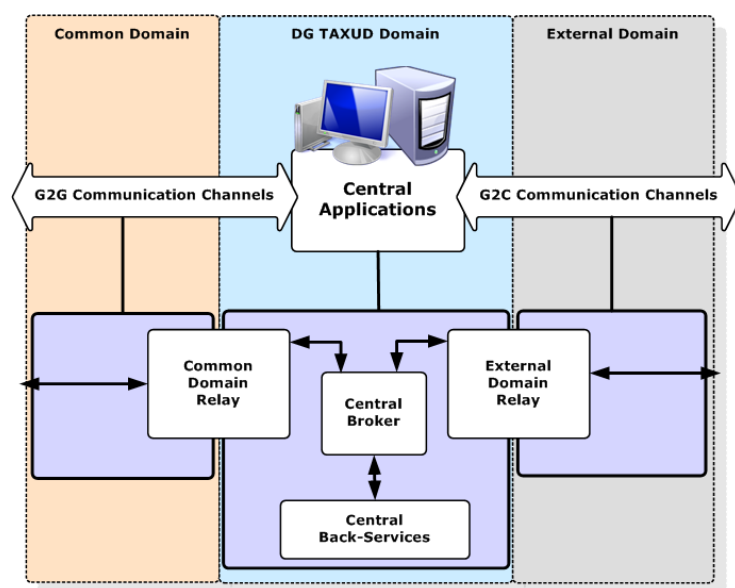 Common Domain
DG TAXUD Domain
External Domain
G2G Communication Channels
Central
Applications
G2C Communication Channels
Common
Domain
Relay
Central
Broker
External
Domain
Relay
Central
Back-Services